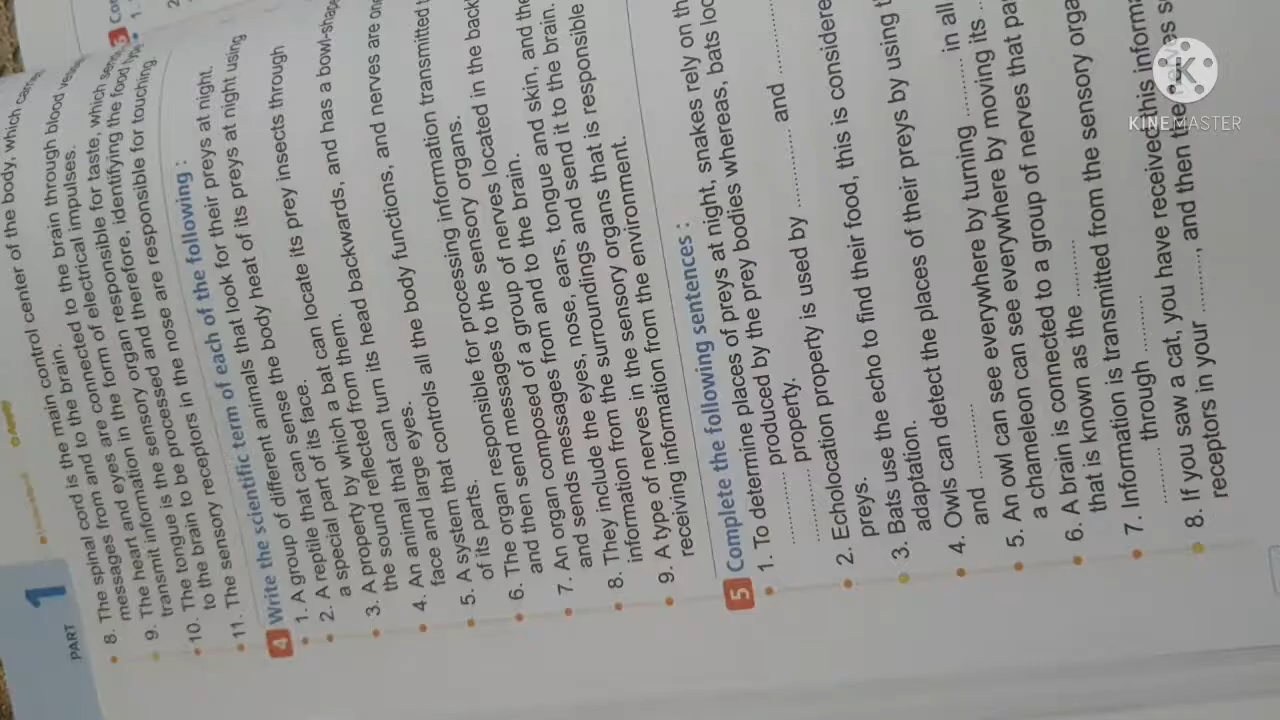 PART
1
8. The spinal cord is the main control center of the body, which carries
messages from and to the brain.
9. The heart and eyes are connected to the brain through blood vessels
transmit information in the form of electrical impulses.
10. The tongue is the sensory organ responsible for taste, which sends
to the brain to be processed and therefore, identifying the food type.
11. The sensory receptors in the nose are responsible for touching.
4 Write the scientific term of each of the following :
1. A group of different animals that look for their preys at night.
2. A reptile that can sense the body heat of its preys at night using
a special part of its face.
3. A property by which a bat can locate its prey insects through
the sound reflected from them.
4. An animal that can turn its head backwards, and has a bowl-shape
face and large eyes.
5. A system that controls all the body functions, and nerves are one
of its parts.
6. The organ responsible for processing information transmitted
and then send messages to the sensory organs.
7. An organ composed of a group of nerves located in the back
and sends messages from and to the brain.
8. They include the eyes, nose, ears, tongue and skin, and the
information from the surroundings and send it to the brain.
9. A type of nerves in the sensory organs that is responsible
receiving information from the environment.
5 Complete the following sentences :
1. To determine places of preys at night, snakes rely on th
............ produced by the prey bodies whereas, bats loc
............ property.
2. Echolocation property is used by ............ and ............
preys.
3. Bats use the echo to find their food, this is considere
adaptation.
4. Owls can detect the places of their preys by using t
and ............
5. An owl can see everywhere by turning ............ in all
a chameleon can see everywhere by moving its ..
6. A brain is connected to a group of nerves that pa
that is known as the ............
7. Information is transmitted from the sensory orga
............ through ............
8. If you saw a cat, you have received this informa
receptors in your ............, and then the
KINEMASTER